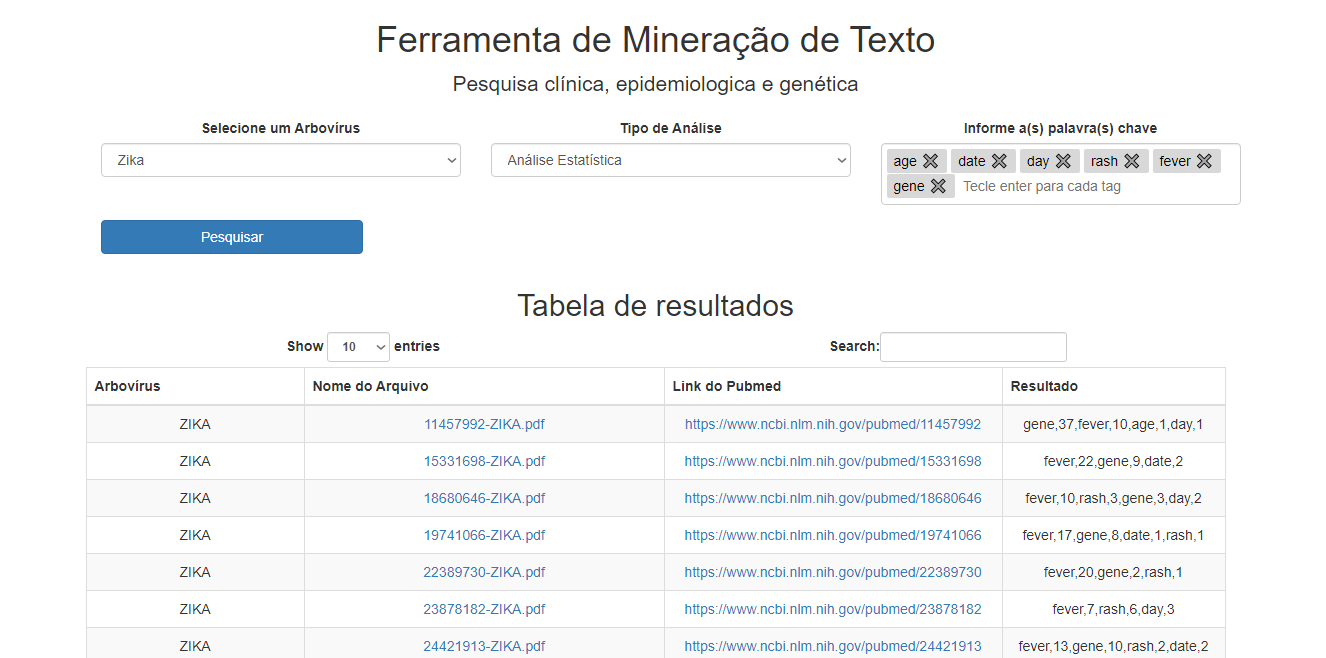 Ferramenta de Mineração de Texto
Pesquisa clínica, epidemiologica e genética
Selecione um Arbovírus
Zika
Tipo de Análise
Análise Estatística
Informe a(s) palavra(s) chave
age date day rash fever
gene Tecle enter para cada tag
Pesquisar
Tabela de resultados
Show 10 entries Search:
Arbovírus Nome do Arquivo Link do Pubmed Resultado
ZIKA 11457992-ZIKA.pdf https://www.ncbi.nlm.nih.gov/pubmed/11457992 gene,37,fever,10,age,1,day,1
ZIKA 15331698-ZIKA.pdf https://www.ncbi.nlm.nih.gov/pubmed/15331698 fever,22,gene,9,date,2
ZIKA 18680646-ZIKA.pdf https://www.ncbi.nlm.nih.gov/pubmed/18680646 fever,10,rash,3,gene,3,day,2
ZIKA 19741066-ZIKA.pdf https://www.ncbi.nlm.nih.gov/pubmed/19741066 fever,17,gene,8,date,1,rash,1
ZIKA 22389730-ZIKA.pdf https://www.ncbi.nlm.nih.gov/pubmed/22389730 fever,20,gene,2,rash,1
ZIKA 23878182-ZIKA.pdf https://www.ncbi.nlm.nih.gov/pubmed/23878182 fever,7,rash,6,day,3
ZIKA 24421913-ZIKA.pdf https://www.ncbi.nlm.nih.gov/pubmed/24421913 fever,13,gene,10,rash,2,date,2